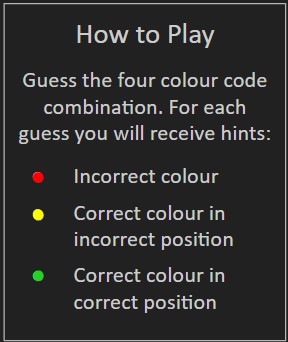 How to Play
Guess the four colour code
combination. For each
guess you will receive hints:
Incorrect colour
Correct colour in
incorrect position
Correct colour in
correct position